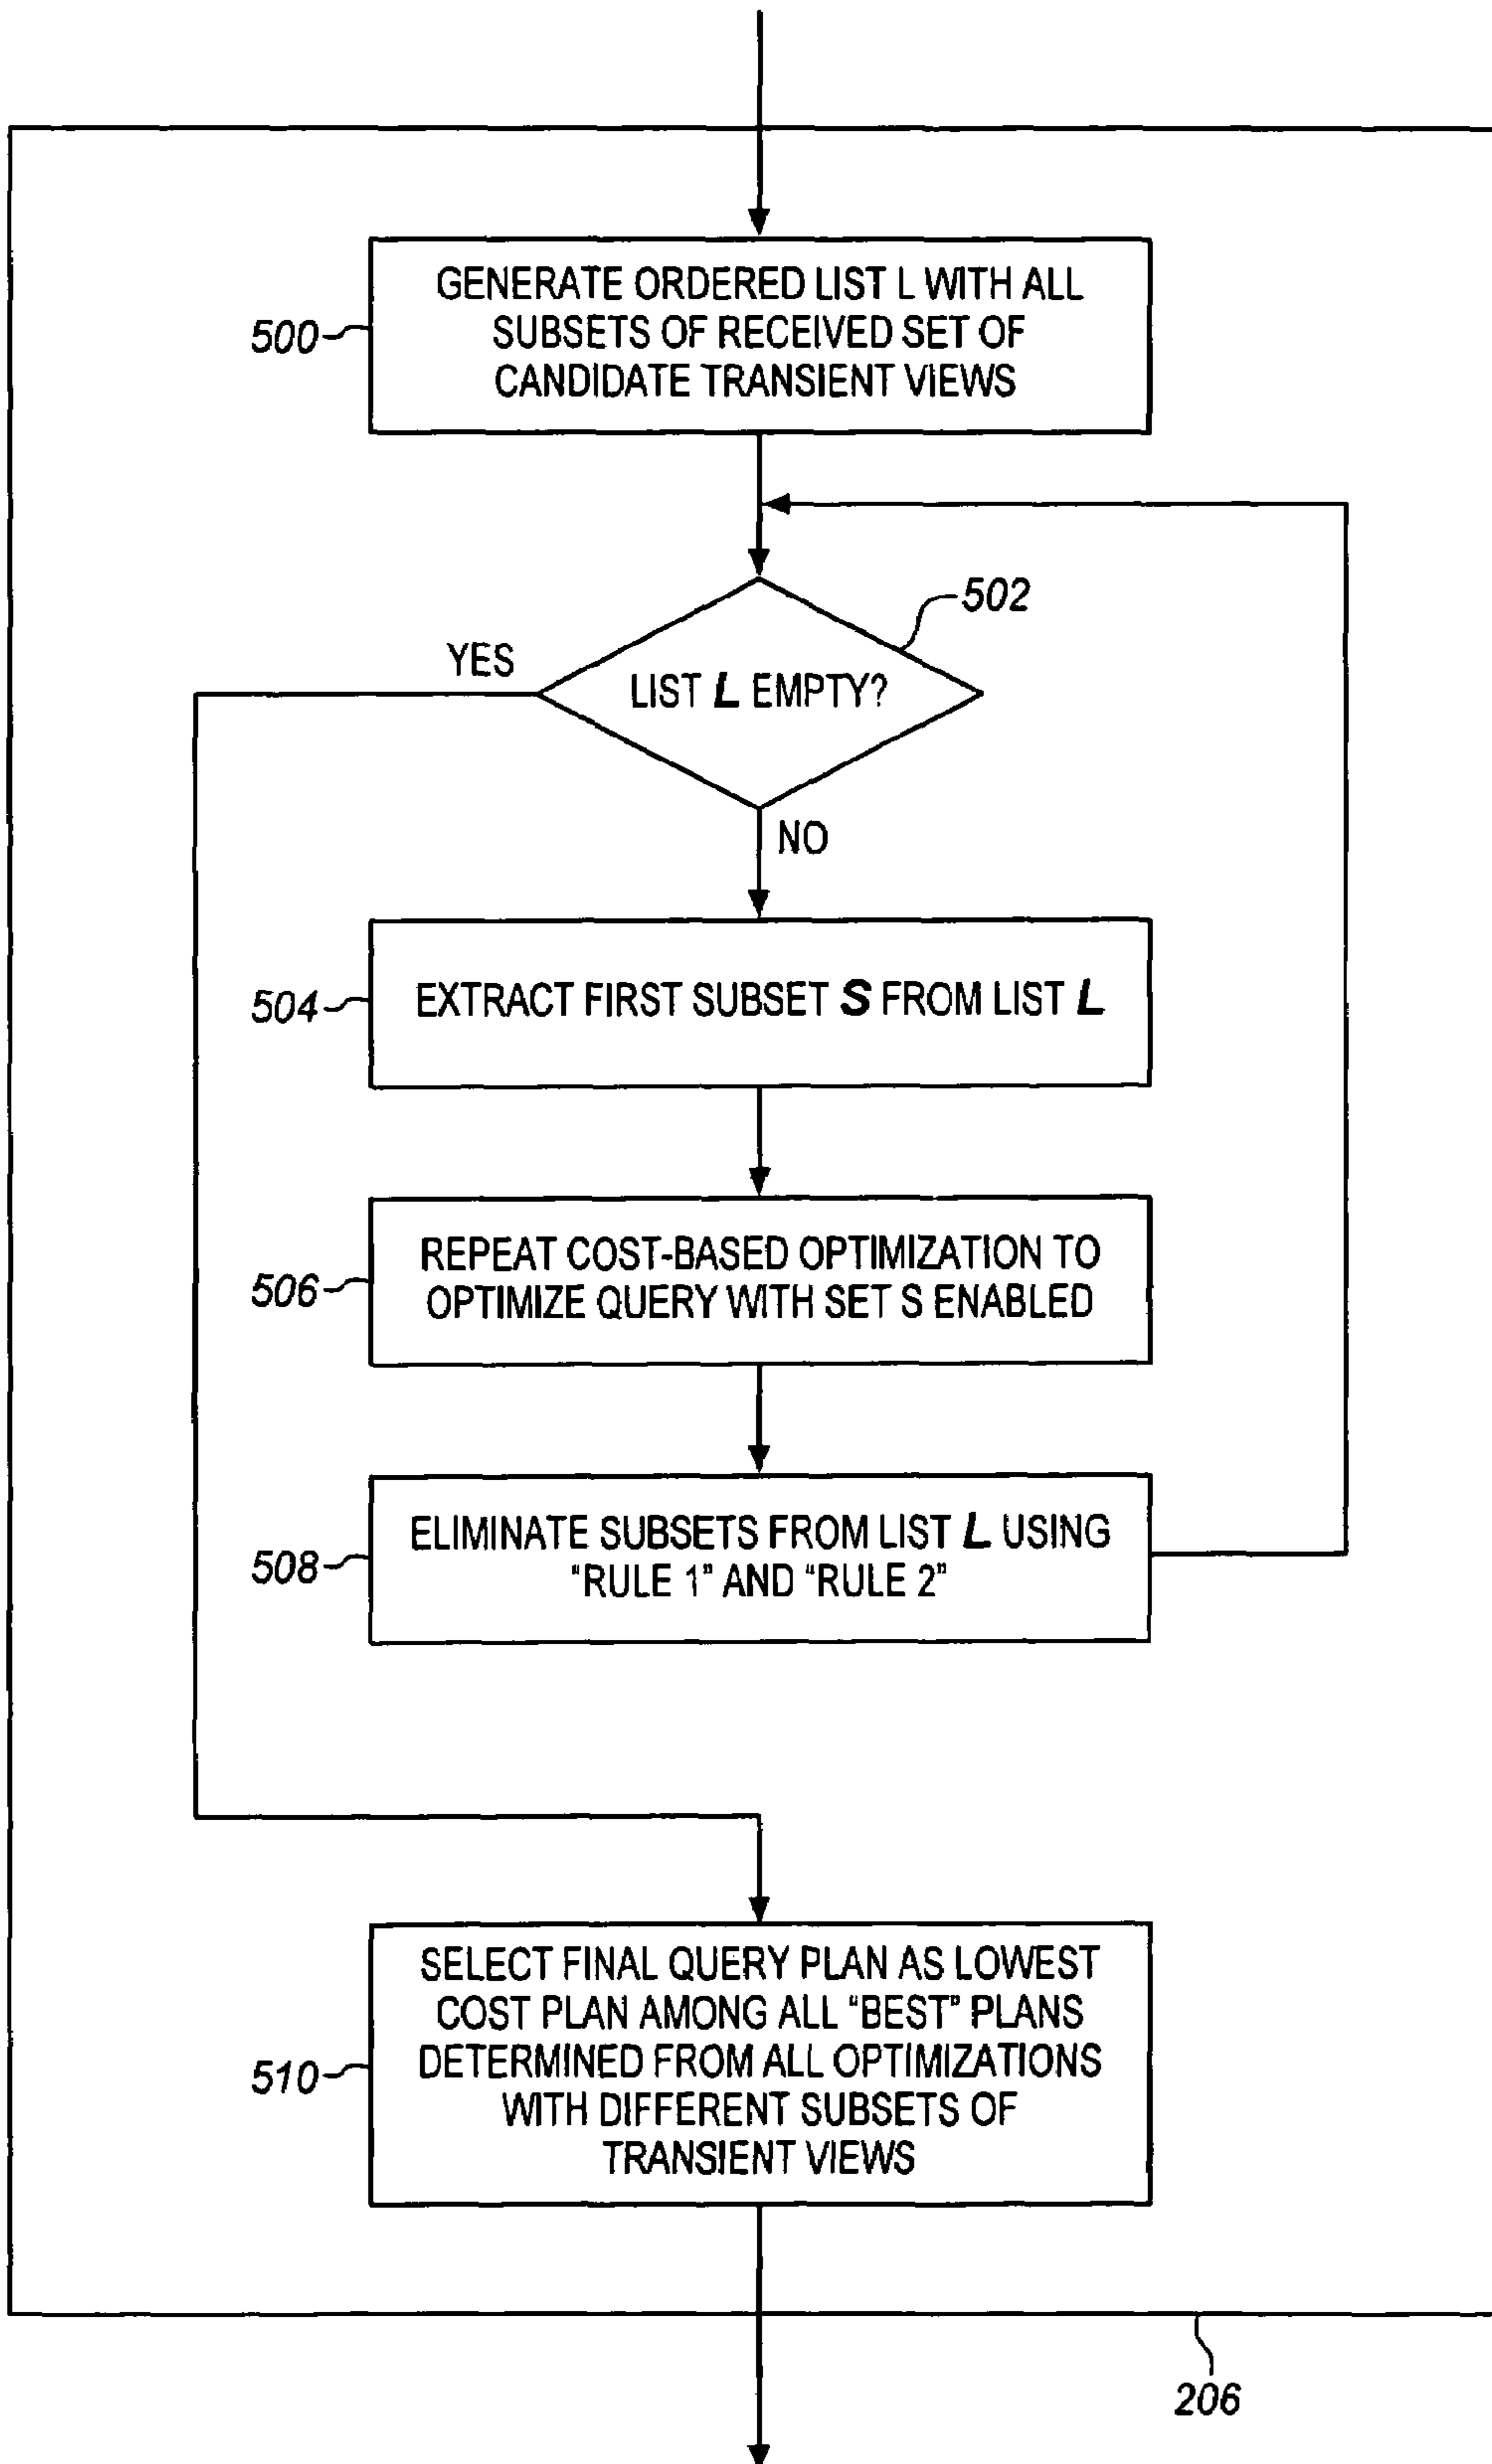 GENERATE ORDERED LIST L WITH ALL
SUBSETS OF RECEIVED SET OF
CANDIDATE TRANSIENT VIEWS
500
502
YES
LIST L EMPTY?
NO
EXTRACT FIRST SUBSET S FROM LIST L
504
REPEAT COST-BASED OPTIMIZATION TO
OPTIMIZE QUERY WITH SET S ENABLED
506
ELIMINATE SUBSETS FROM LIST L USING
"RULE 1" AND "RULE 2"
508
SELECT FINAL QUERY PLAN AS LOWEST
COST PLAN AMONG ALL "BEST" PLANS
DETERMINED FROM ALL OPTIMIZATIONS
WITH DIFFERENT SUBSETS OF
TRANSIENT VIEWS
510
206